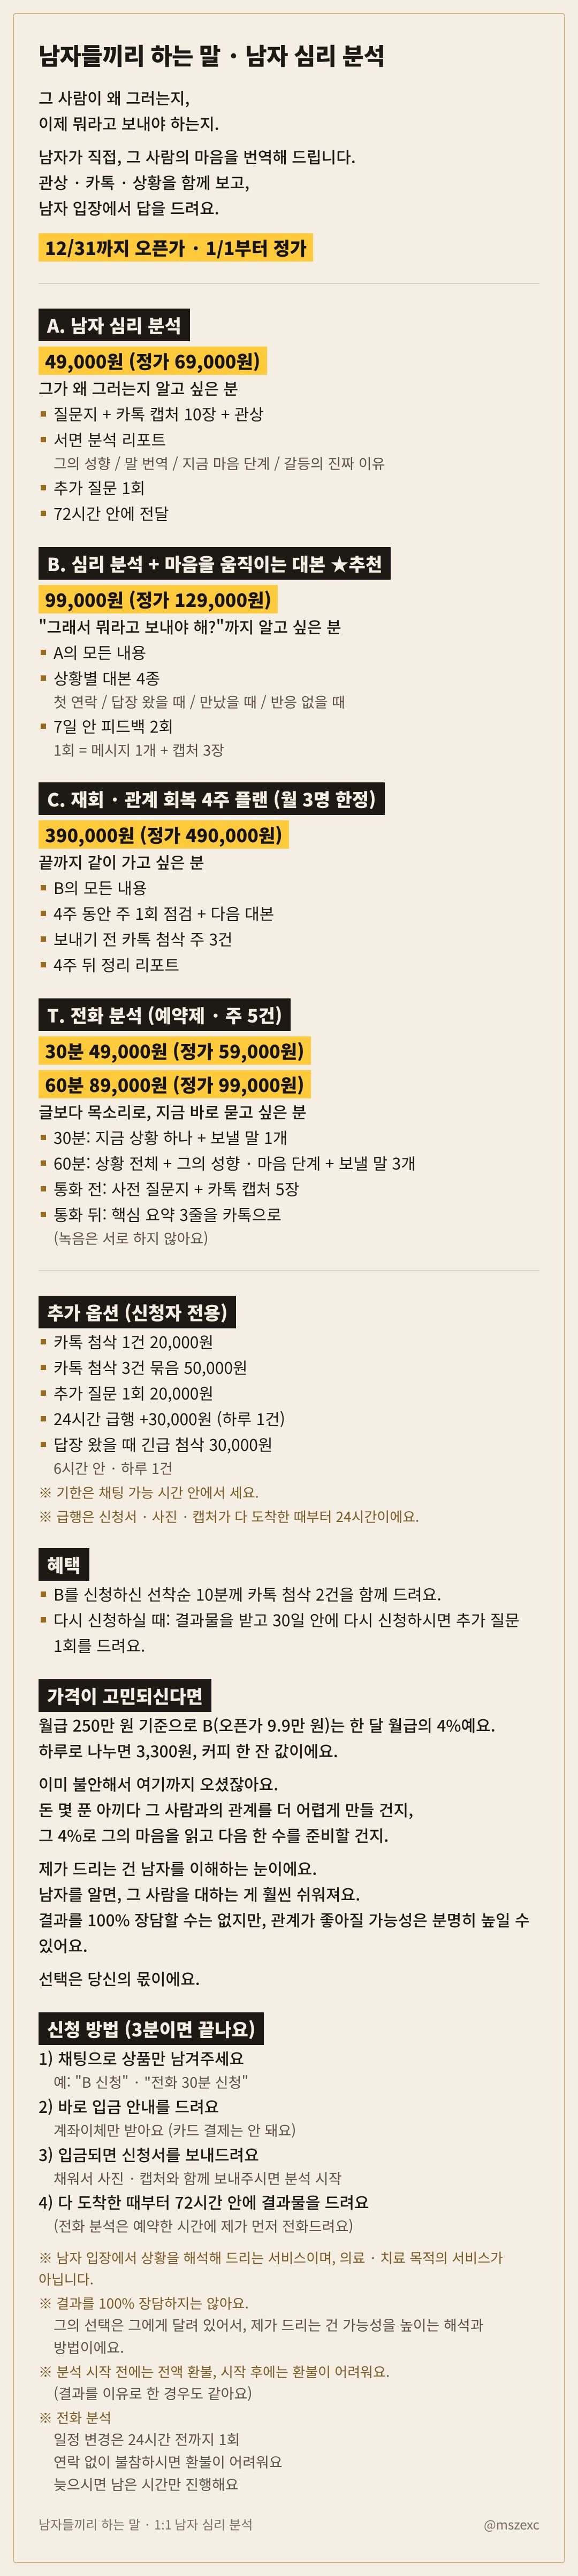 남자들끼리 하는 말 · 남자 심리 분석
그 사람이 왜 그러는지,
이제 뭐라고 보내야 하는지.
남자가 직접, 그 사람의 마음을 번역해 드립니다.
관상 · 카톡 · 상황을 함께 보고,
남자 입장에서 답을 드려요.
12/31까지 오픈가 · 1/1부터 정가
A. 남자 심리 분석
49,000원 (정가 69,000원)
그가 왜 그러는지 알고 싶은 분
▪ 질문지 + 카톡 캡처 10장 + 관상
▪ 서면 분석 리포트
그의 성향 / 말 번역 / 지금 마음 단계 / 갈등의 진짜 이유
▪ 추가 질문 1회
▪ 72시간 안에 전달
B. 심리 분석 + 마음을 움직이는 대본 ★추천
99,000원 (정가 129,000원)
"그래서 뭐라고 보내야 해?"까지 알고 싶은 분
▪ A의 모든 내용
▪ 상황별 대본 4종
첫 연락 / 답장 왔을 때 / 만났을 때 / 반응 없을 때
▪ 7일 안 피드백 2회
1회 = 메시지 1개 + 캡처 3장
C. 재회 · 관계 회복 4주 플랜 (월 3명 한정)
390,000원 (정가 490,000원)
끝까지 같이 가고 싶은 분
▪ B의 모든 내용
▪ 4주 동안 주 1회 점검 + 다음 대본
▪ 보내기 전 카톡 첨삭 주 3건
▪ 4주 뒤 정리 리포트
T. 전화 분석 (예약제 · 주 5건)
30분 49,000원 (정가 59,000원)
60분 89,000원 (정가 99,000원)
글보다 목소리로, 지금 바로 묻고 싶은 분
▪ 30분: 지금 상황 하나 + 보낼 말 1개
▪ 60분: 상황 전체 + 그의 성향 · 마음 단계 + 보낼 말 3개
▪ 통화 전: 사전 질문지 + 카톡 캡처 5장
▪ 통화 뒤: 핵심 요약 3줄을 카톡으로
(녹음은 서로 하지 않아요)
추가 옵션 (신청자 전용)
▪ 카톡 첨삭 1건 20,000원
▪ 카톡 첨삭 3건 묶음 50,000원
▪ 추가 질문 1회 20,000원
▪ 24시간 급행 +30,000원 (하루 1건)
▪ 답장 왔을 때 긴급 첨삭 30,000원
6시간 안 · 하루 1건
※ 기한은 채팅 가능 시간 안에서 세요.
※ 급행은 신청서 · 사진 · 캡처가 다 도착한 때부터 24시간이에요.
혜택
▪ B를 신청하신 선착순 10분께 카톡 첨삭 2건을 함께 드려요.
▪ 다시 신청하실 때: 결과물을 받고 30일 안에 다시 신청하시면 추가 질문
1회를 드려요.
가격이 고민되신다면
월급 250만 원 기준으로 B(오픈가 9.9만 원)는 한 달 월급의 4%예요.
하루로 나누면 3,300원, 커피 한 잔 값이에요.
이미 불안해서 여기까지 오셨잖아요.
돈 몇 푼 아끼다 그 사람과의 관계를 더 어렵게 만들 건지,
그 4%로 그의 마음을 읽고 다음 한 수를 준비할 건지.
제가 드리는 건 남자를 이해하는 눈이에요.
남자를 알면, 그 사람을 대하는 게 훨씬 쉬워져요.
결과를 100% 장담할 수는 없지만, 관계가 좋아질 가능성은 분명히 높일 수
있어요.
선택은 당신의 몫이에요.
신청 방법 (3분이면 끝나요)
1) 채팅으로 상품만 남겨주세요
예: "B 신청" · "전화 30분 신청"
2) 바로 입금 안내를 드려요
계좌이체만 받아요 (카드 결제는 안 돼요)
3) 입금되면 신청서를 보내드려요
채워서 사진 · 캡처와 함께 보내주시면 분석 시작
4) 다 도착한 때부터 72시간 안에 결과물을 드려요
(전화 분석은 예약한 시간에 제가 먼저 전화드려요)
※ 남자 입장에서 상황을 해석해 드리는 서비스이며, 의료 · 치료 목적의 서비스가
아닙니다.
※ 결과를 100% 장담하지는 않아요.
그의 선택은 그에게 달려 있어서, 제가 드리는 건 가능성을 높이는 해석과
방법이에요.
※ 분석 시작 전에는 전액 환불, 시작 후에는 환불이 어려워요.
(결과를 이유로 한 경우도 같아요)
※ 전화 분석
일정 변경은 24시간 전까지 1회
연락 없이 불참하시면 환불이 어려워요
늦으시면 남은 시간만 진행해요
남자들끼리 하는 말 · 1:1 남자 심리 분석
@mszexc